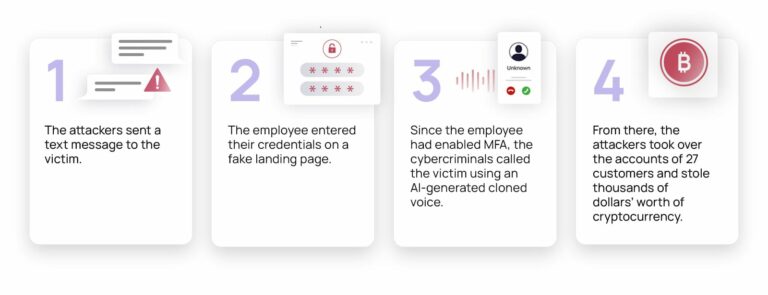 1
The attackers sent a
text message to the
victim.
2
* * * *
* * * *
The employee entered
their credentials on a
fake landing page.
3
Unknown
Since the employee
had enabled MFA, the
cybercriminals called
the victim using an
AI-generated cloned
voice.
4
From there, the
attackers took over
the accounts of 27
customers and stole
thousands of
dollars' worth of
cryptocurrency.